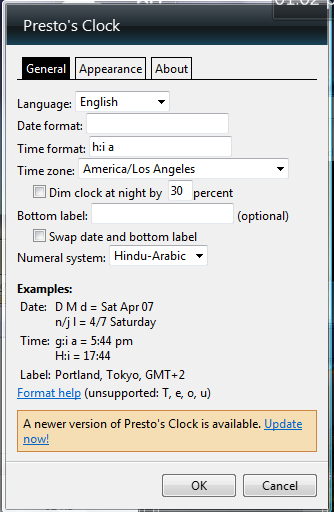 Presto's Clock
General Appearance About
Language: English
Date format:
Time format: h:i a
Time zone: America/Los Angeles
Dim clock at night by 30 percent
Bottom label: (optional)
Swap date and bottom label
Numeral system: Hindu-Arabic
Examples:
Date: D M d = Sat Apr 07
n/j l = 4/7 Saturday
Time: g:i a = 5:44 pm
H:i = 17:44
Label: Portland, Tokyo, GMT+2
Format help (unsupported: T, e, o, u)
A newer version of Presto's Clock is available. Update
now!
OK Cancel